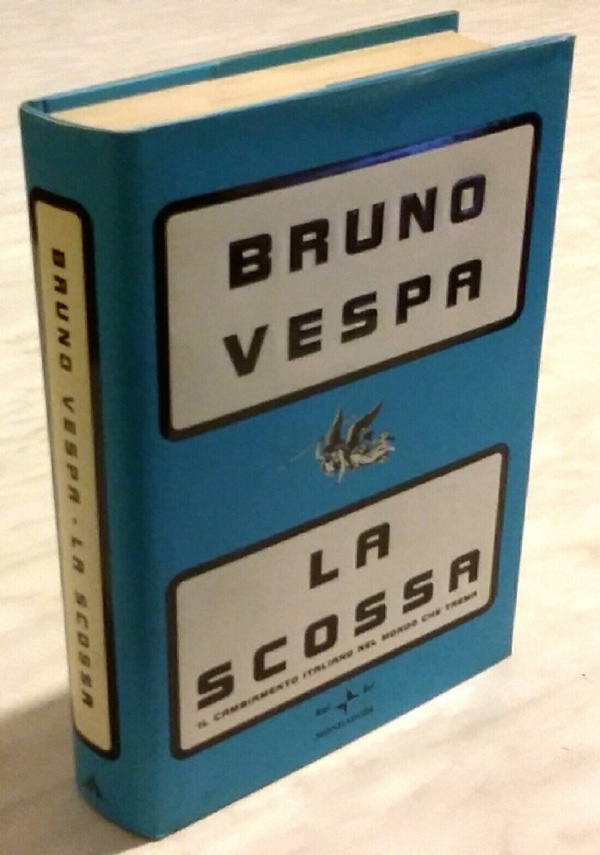 BRUNO
VESPA
LA
SCOSSA
IL CAMBIAMENTO ITALIANO NEL MONDO CHE TREMA
Rai Eri
MONDADORI
BRUNO VESPA - LA SCOSSA